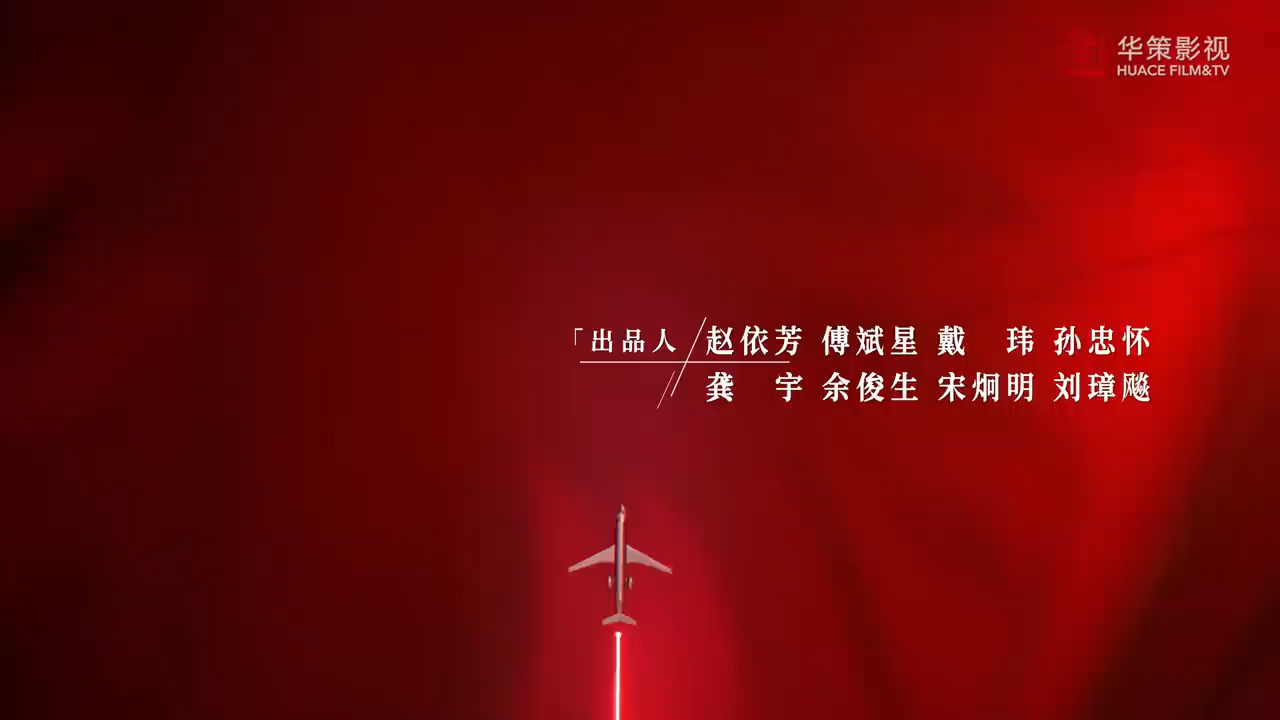 华策影视
HUACE FILM&TV
「出品人 赵依芳 傅斌星 戴　玮 孙忠怀
龚　宇 余俊生 宋炯明 刘璋飚